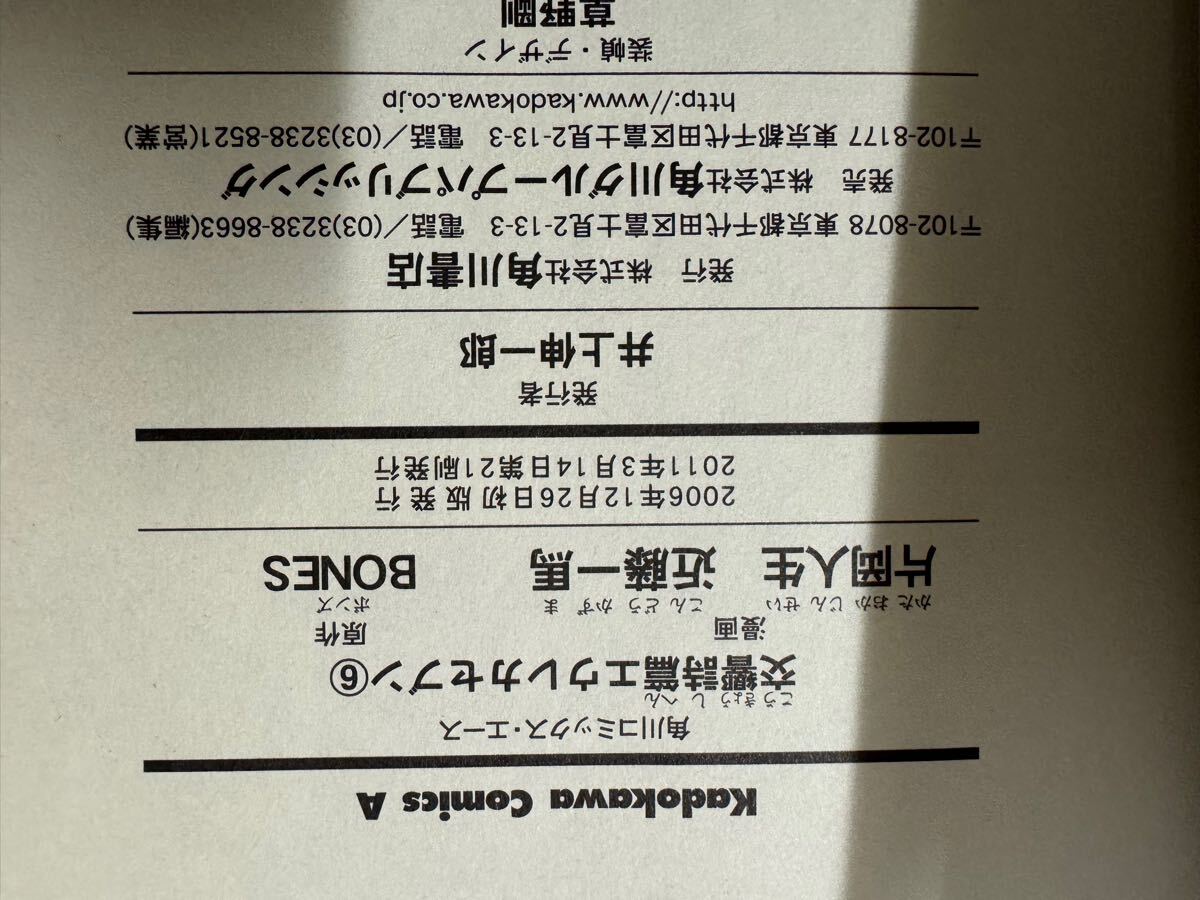 Kadokawa Comics A
角川コミックス・エース
こうきょうしへん
交響詩篇エウレカセブン⑥
漫画 原作
かたおかじんせい こんどうかずま ボンズ
片岡人生 近藤一馬 BONES
2006年12月26日初版発行
2011年3月14日第21刷発行
発行者
井上伸一郎
発行 株式会社角川書店
〒102-8078 東京都千代田区富士見2-13-3 電話/(03)3238-8663(編集)
発売 株式会社角川グループパブリッシング
〒102-8177 東京都千代田区富士見2-13-3 電話/(03)3238-8521(営業)
http://www.kadokawa.co.jp
装幀・デザイン
草野剛